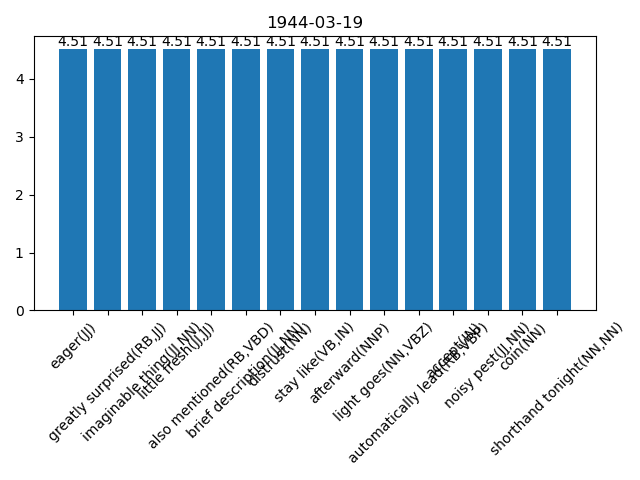 1944-03-19
4.51 4.51 4.51 4.51 4.51 4.51 4.51 4.51 4.51 4.51 4.51 4.51 4.51 4.51 4.51
4
3
2
1
0
eager(JJ)
greatly surprised(RB,JJ)
imaginable thing(JJ,NN)
little fresh(JJ,JJ)
also mentioned(RB,VBD)
brief description(JJ,NN)
distrust(NN)
stay like(VB,IN)
afterward(NNP)
light goes(NN,VBZ)
automatically lead(RB,VBP)
noisy pest(JJ,NN)
coin(NN)
shorthand tonight(NN,NN)